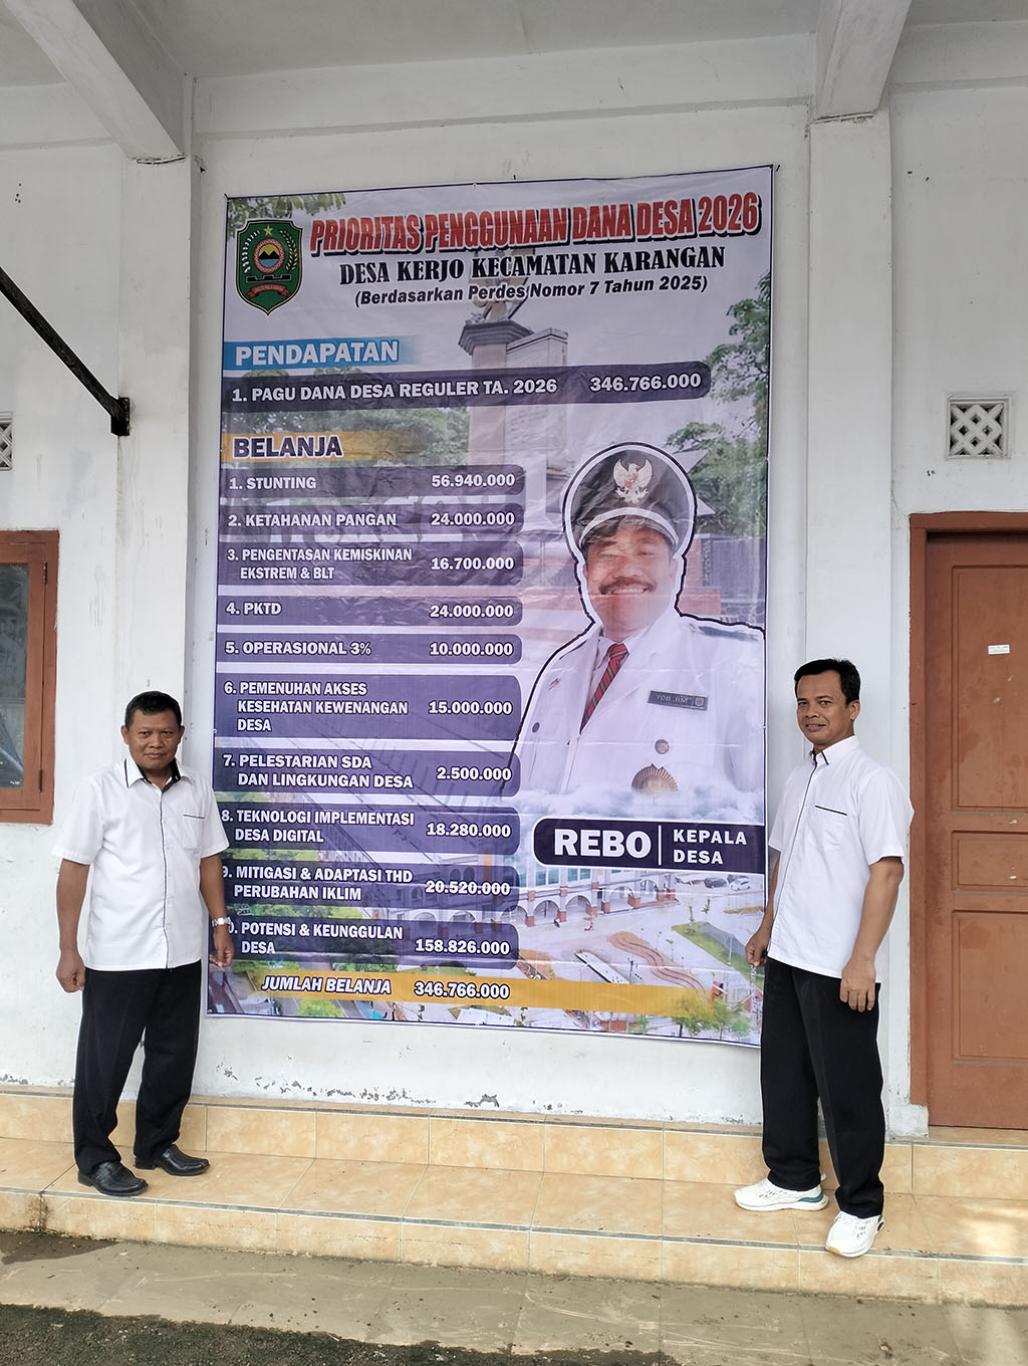 PRIORITAS PENGGUNAAN DANA DESA 2026
DESA KERJO KECAMATAN KARANGAN
(Berdasarkan Perdes Nomor 7 Tahun 2025)
PENDAPATAN
1. PAGU DANA DESA REGULER TA. 2026 346.766.000
BELANJA
1. STUNTING 56.940.000
2. KETAHANAN PANGAN 24.000.000
3. PENGENTASAN KEMISKINAN
EKSTREM & BLT 16.700.000
4. PKTD 24.000.000
5. OPERASIONAL 3% 10.000.000
6. PEMENUHAN AKSES
KESEHATAN KEWENANGAN 15.000.000
DESA
7. PELESTARIAN SDA
DAN LINGKUNGAN DESA 2.500.000
8. TEKNOLOGI IMPLEMENTASI
DESA DIGITAL 18.280.000
9. MITIGASI & ADAPTASI THD
PERUBAHAN IKLIM 20.520.000
0. POTENSI & KEUNGGULAN
DESA 158.826.000
JUMLAH BELANJA 346.766.000
REBO KEPALA
DESA